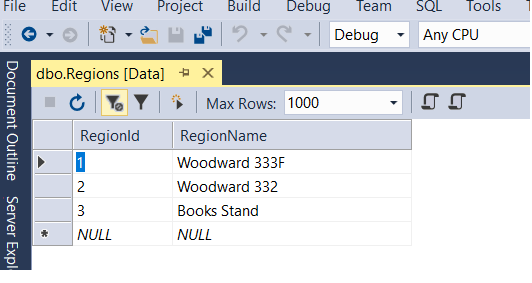 File Edit View Project Build Debug Team SQL Tools
Debug Any CPU
dbo.Regions [Data]
Max Rows: 1000
RegionId RegionName
1 Woodward 333F
2 Woodward 332
3 Books Stand
NULL NULL
Document Outline
Server Expl